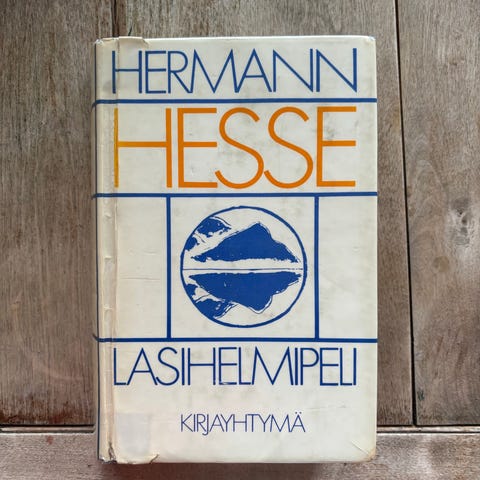 HERMANN
HESSE
LASIHELMIPELI
KIRJAYHTYMÄ